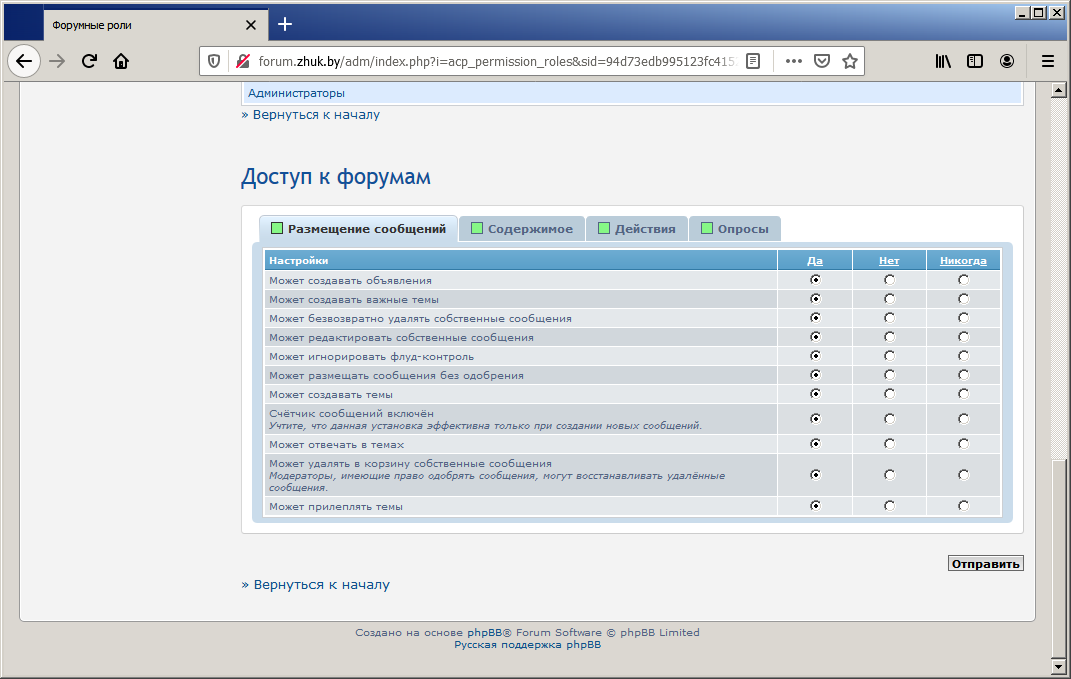 Форумные роли
forum.zhuk.by/adm/index.php?i=acp_permission_roles&sid=94d73edb995123fc415
Администраторы
» Вернуться к началу
Доступ к форумам
Размещение сообщений Содержимое Действия Опросы
Настройки Да Нет Никогда
Может создавать объявления
Может создавать важные темы
Может безвозвратно удалять собственные сообщения
Может редактировать собственные сообщения
Может игнорировать флуд-контроль
Может размещать сообщения без одобрения
Может создавать темы
Счётчик сообщений включён
Учтите, что данная установка эффективна только при создании новых сообщений.
Может отвечать в темах
Может удалять в корзину собственные сообщения
Модераторы, имеющие право одобрять сообщения, могут восстанавливать удалённые
сообщения.
Может прилеплять темы
Отправить
» Вернуться к началу
Создано на основе phpBB® Forum Software © phpBB Limited
Русская поддержка phpBB